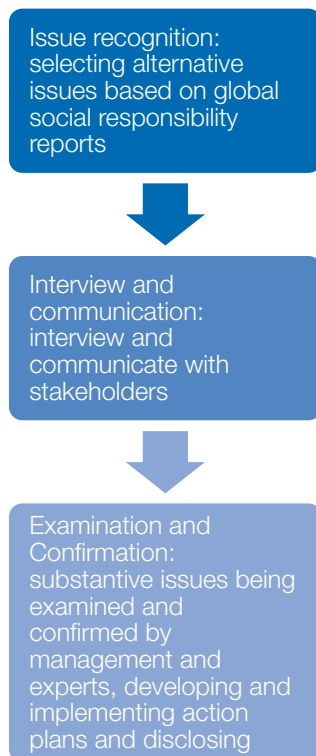 Issue recognition:
selecting alternative
issues based on global
social responsibility
reports
Interview and
communication:
interview and
communicate with
stakeholders
Examination and
Confirmation:
substantive issues being
examined and
confirmed by
management and
experts, developing and
implementing action
plans and disclosing